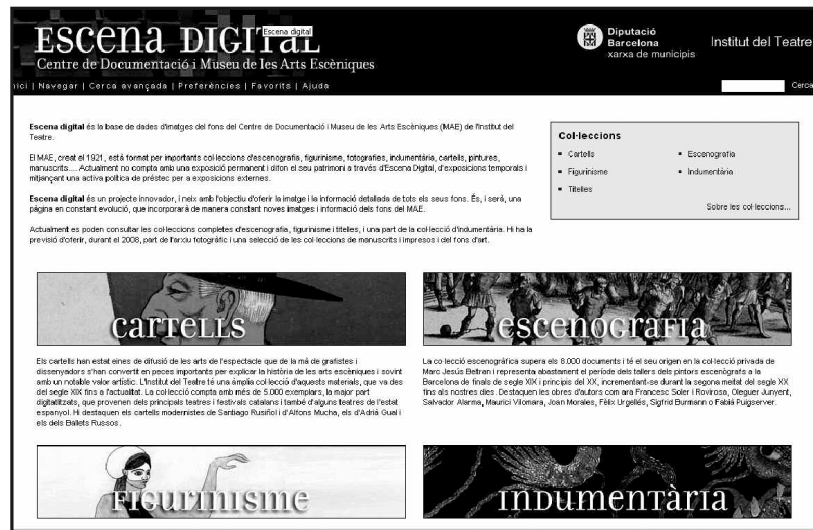 ESCENA DIGITAL
Escena digital
Centre de Documentació i Museu de les Arts Escèniques
Diputació
Barcelona
xarxa de municipis
Institut del Teatre
nici | Navegar | Cerca avançada | Preferències | Favorits | Ajuda
Cerca
Escena digital és la base de dades d'imatges del fons del Centre de Documentació i Museu de les Arts Escèniques (MAE) de l'Institut del
Teatre.
El MAE, creat el 1921, està format per importants col·leccions d'escenografia, figurinisme, fotografies, indumentària, cartells, pintures,
manuscrits.... Actualment no compta amb una exposició permanent i difon el seu patrimoni a través d'Escena Digital, d'exposicions temporals i
mitjançant una activa política de préstec per a exposicions externes.
Escena digital és un projecte innovador, i neix amb l'objectiu d'oferir la imatge i la informació detallada de tots els seus fons. És, i serà, una
pàgina en constant evolució, que incorporarà de manera constant noves imatges i informació dels fons del MAE.
Actualment es poden consultar les col·leccions completes d'escenografia, figurinisme i titelles, i una part de la col·lecció d'indumentària. Hi ha la
previsió d'oferir, durant el 2008, part de l'arxiu fotogràfic i una selecció de les col·leccions de manuscrits i impresos i del fons d'art.
Col·leccions
Cartells
Escenografia
Figurinisme
Indumentària
Titelles
Sobre les col·leccions...
cartells
escenografia
Els cartells han estat eines de difusió de les arts de l'espectacle que de la mà de grafistes i
dissenyadors s'han convertit en peces importants per explicar la història de les arts escèniques i sovint
amb un notable valor artístic. L'Institut del Teatre té una àmplia col·lecció d'aquests materials, que va des
del segle XIX fins a l'actualitat. La col·lecció compta amb més de 5.000 exemplars, la major part
digitalitzats, que provenen dels principals teatres i festivals catalans i també d'alguns teatres de l'estat
espanyol. Hi destaquen els cartells modernistes de Santiago Rusiñol i d'Alfons Mucha, els d'Adrià Gual i
els dels Ballets Russos.
La col·lecció escenogràfica supera els 8.000 documents i té el seu origen en la col·lecció privada de
Marc Jesús Beltran i representa abastament el període dels tallers dels pintors escenògrafs a la
Barcelona de finals de segle XIX i principis del XX, incrementant-se durant la segona meitat del segle XX
fins als nostres dies. Destaquen les obres d'autors com ara Francesc Soler i Rovirosa, Oleguer Junyent,
Salvador Alarma, Maurici Vilomara, Joan Morales, Fèlix Urgellés, Sigfrid Burmann o Fabià Puigserver.
figurinisme
indumentària